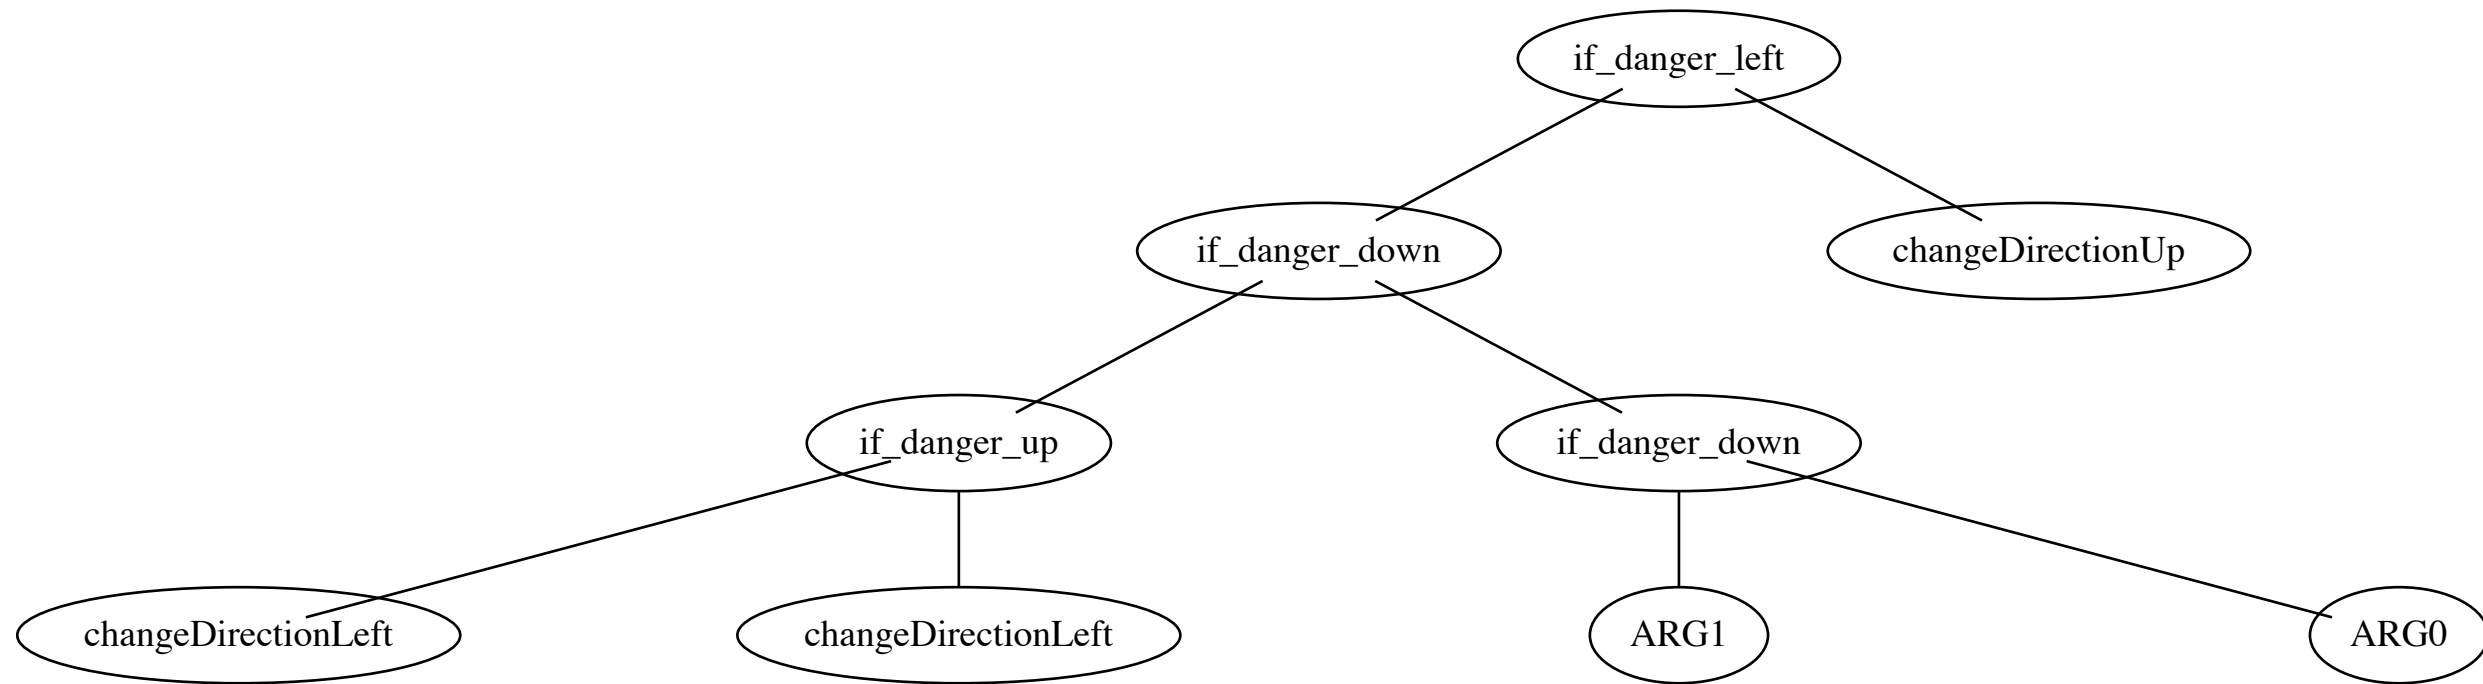 if_danger_left
if_danger_down
changeDirectionUp
if_danger_up
if_danger_down
changeDirectionLeft
changeDirectionLeft
ARG1
ARG0